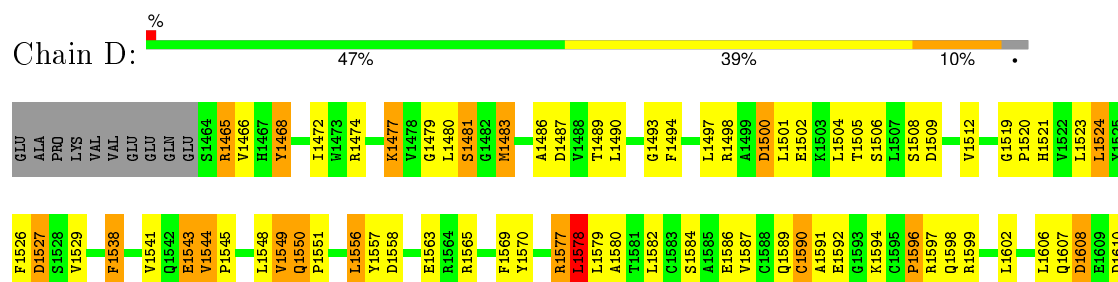 %
Chain D:
47% 39% 10% •
GLU ALA PRO LYS VAL VAL GLU GLU GLN GLU S1464 R1465 V1466 H1467 Y1468 I1472 W1473 R1474 K1477 V1478 G1479 L1480 S1481 G1482 M1483 A1486 D1487 V1488 T1489 L1490 G1493 F1494 L1497 R1498 A1499 D1500 L1501 E1502 K1503 L1504 T1505 S1506 L1507 S1508 D1509 V1512 G1519 P1520 H1521 V1522 L1523 L1524 Y1525
F1526 D1527 S1528 V1529 F1538 V1541 Q1542 E1543 V1544 P1545 L1548 V1549 Q1550 P1551 L1556 Y1557 D1558 E1563 R1564 R1565 F1569 Y1570 R1577 L1578 L1579 A1580 T1581 L1582 C1583 S1584 A1585 E1586 V1587 C1588 Q1589 C1590 A1591 E1592 G1593 K1594 C1595 P1596 R1597 Q1598 R1599 L1602 L1606 Q1607 D1608 E1609